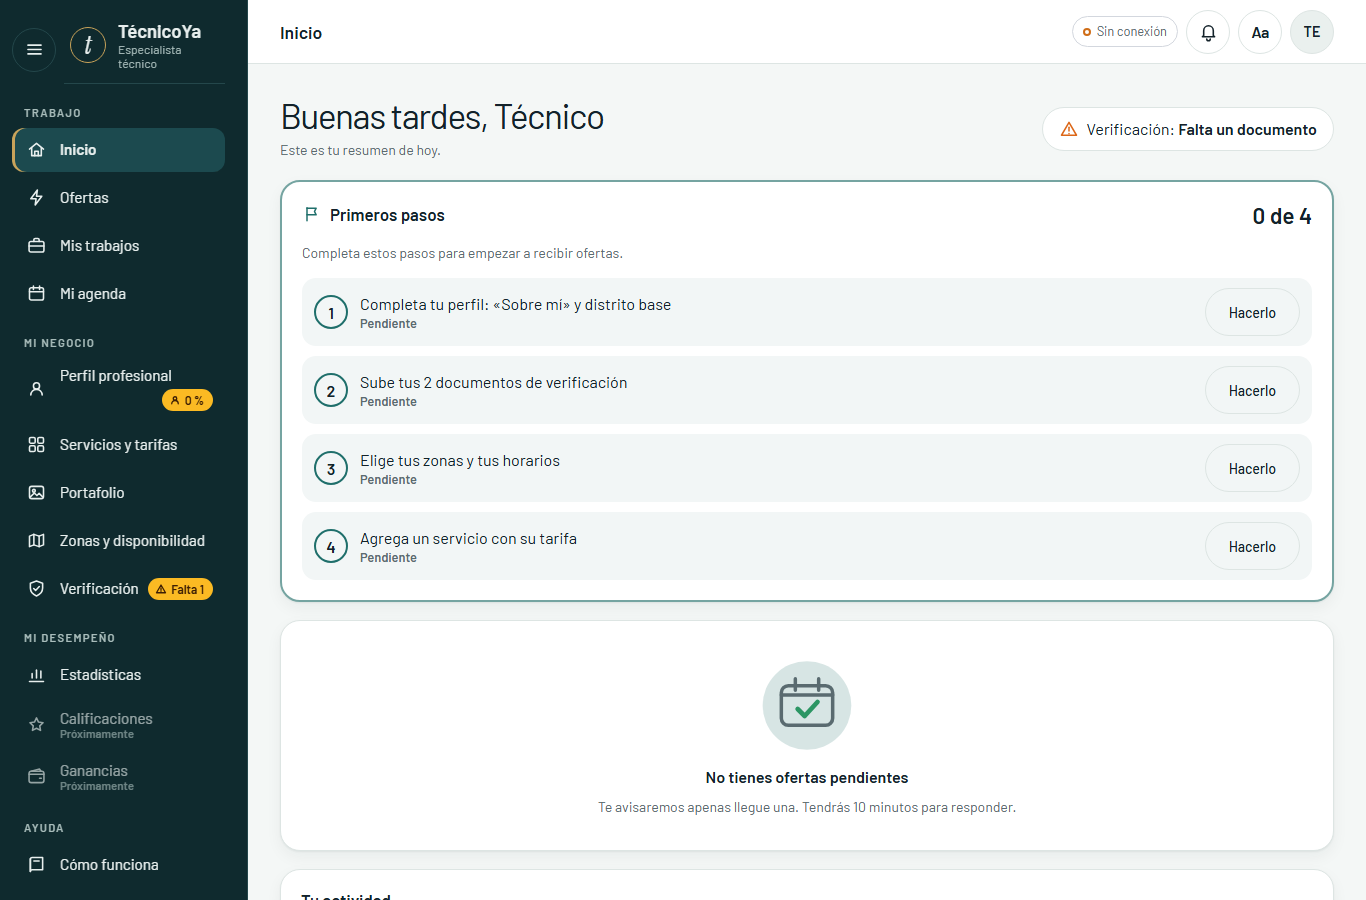 TécnicoYa
Especialista
técnico
TRABAJO
Inicio
Ofertas
Mis trabajos
Mi agenda
MI NEGOCIO
Perfil profesional
0 %
Servicios y tarifas
Portafolio
Zonas y disponibilidad
Verificación
Falta 1
MI DESEMPEÑO
Estadísticas
Calificaciones
Próximamente
Ganancias
Próximamente
AYUDA
Cómo funciona
Inicio
Sin conexión
Aa
TE
Buenas tardes, Técnico
Este es tu resumen de hoy.
Verificación: Falta un documento
Primeros pasos
0 de 4
Completa estos pasos para empezar a recibir ofertas.
1
Completa tu perfil: «Sobre mí» y distrito base
Pendiente
Hacerlo
2
Sube tus 2 documentos de verificación
Pendiente
Hacerlo
3
Elige tus zonas y tus horarios
Pendiente
Hacerlo
4
Agrega un servicio con su tarifa
Pendiente
Hacerlo
No tienes ofertas pendientes
Te avisaremos apenas llegue una. Tendrás 10 minutos para responder.
Tu actividad